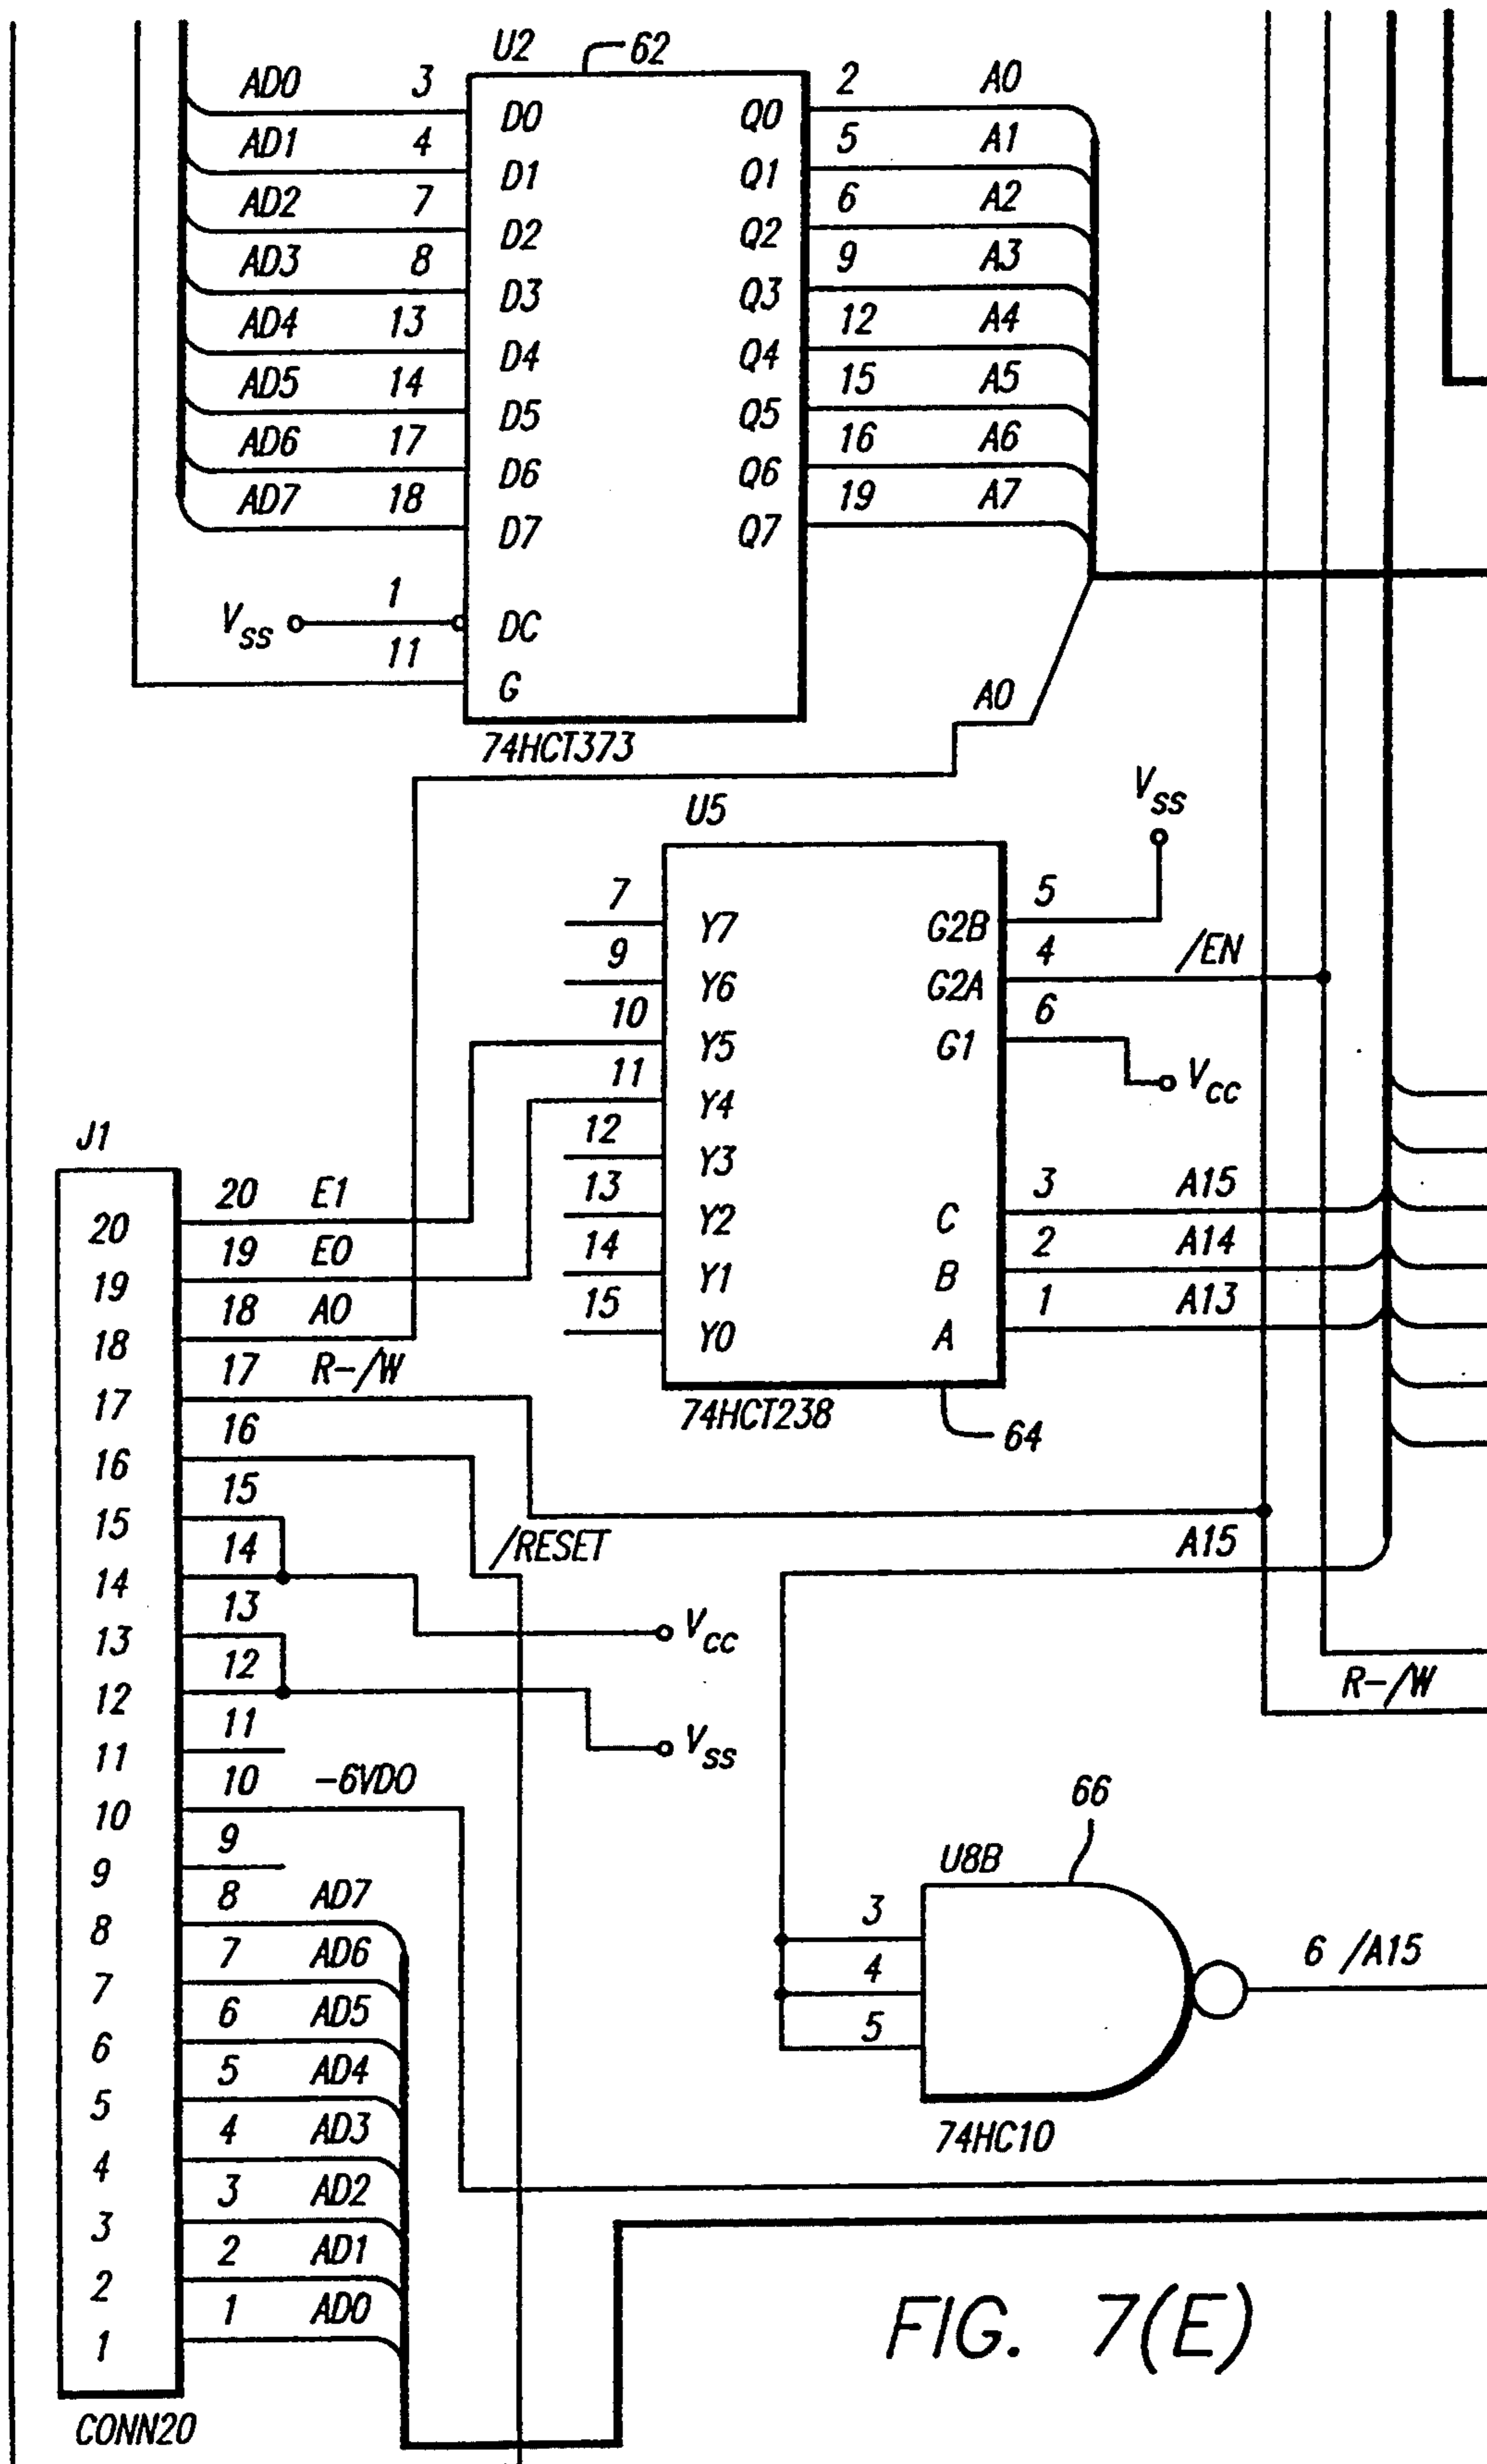 U2 62
AD0 3 D0 Q0 2 A0
AD1 4 D1 Q1 5 A1
AD2 7 D2 Q2 6 A2
AD3 8 D3 Q3 9 A3
AD4 13 D4 Q4 12 A4
AD5 14 D5 Q5 15 A5
AD6 17 D6 Q6 16 A6
AD7 18 D7 Q7 19 A7
VSS 1 DC
11 G
74HCT373
A0
U5
VSS
7 Y7 G2B 5
9 Y6 G2A 4 /EN
10 Y5 G1 6
VCC
11 Y4
12 Y3
13 Y2 C 3 A15
14 Y1 B 2 A14
15 Y0 A 1 A13
74HCT238
64
J1
20 20 E1
19 19 E0
18 18 A0
17 17 R-/W
16 16 /RESET
15 15
14 14
VCC
13 13
12 12
VSS
11 11
10 10 -6VDO
9 9
8 8 AD7
7 7 AD6
6 6 AD5
5 5 AD4
4 4 AD3
3 3 AD2
2 2 AD1
1 1 AD0
CONN20
A15
R-/W
66
U8B
3
4
5
6 /A15
74HC10
FIG. 7(E)